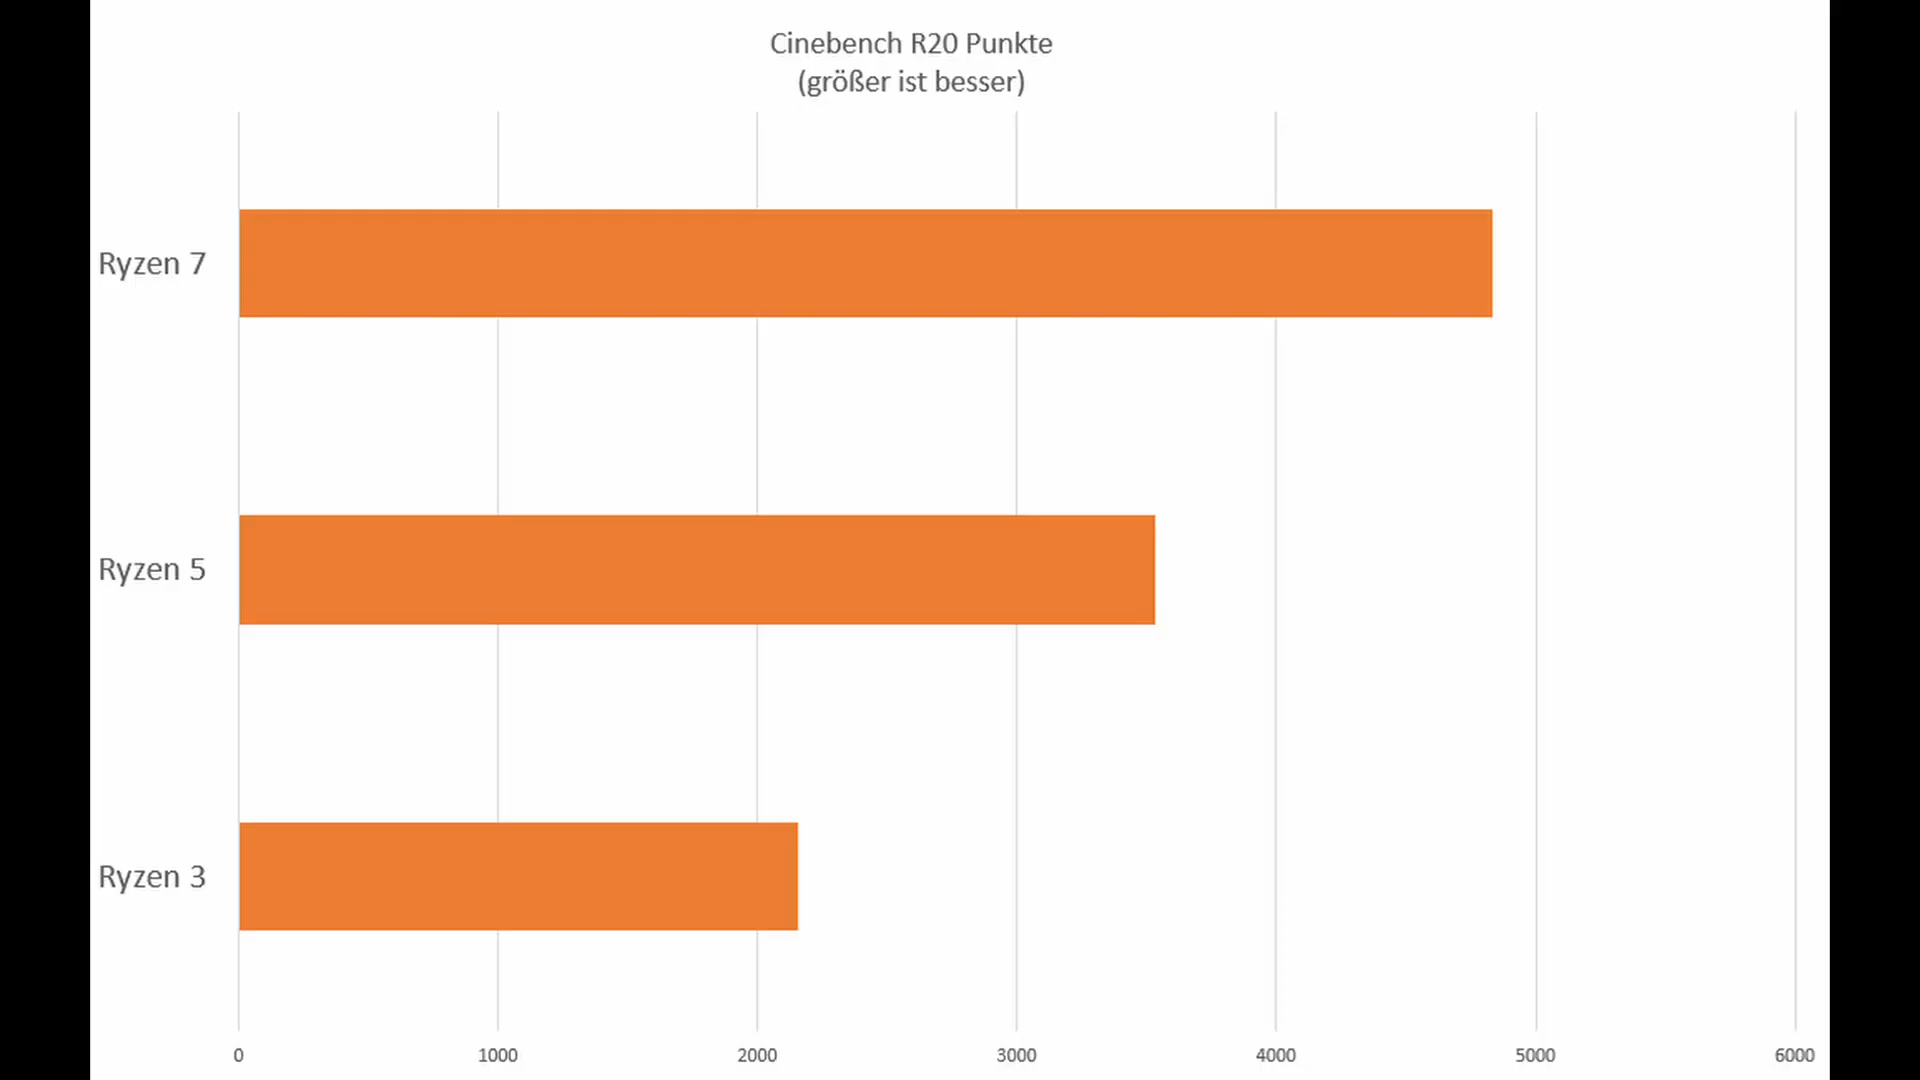 Cinebench R20 Punkte
(größer ist besser)
Ryzen 7
Ryzen 5
Ryzen 3
0 1000 2000 3000 4000 5000 6000